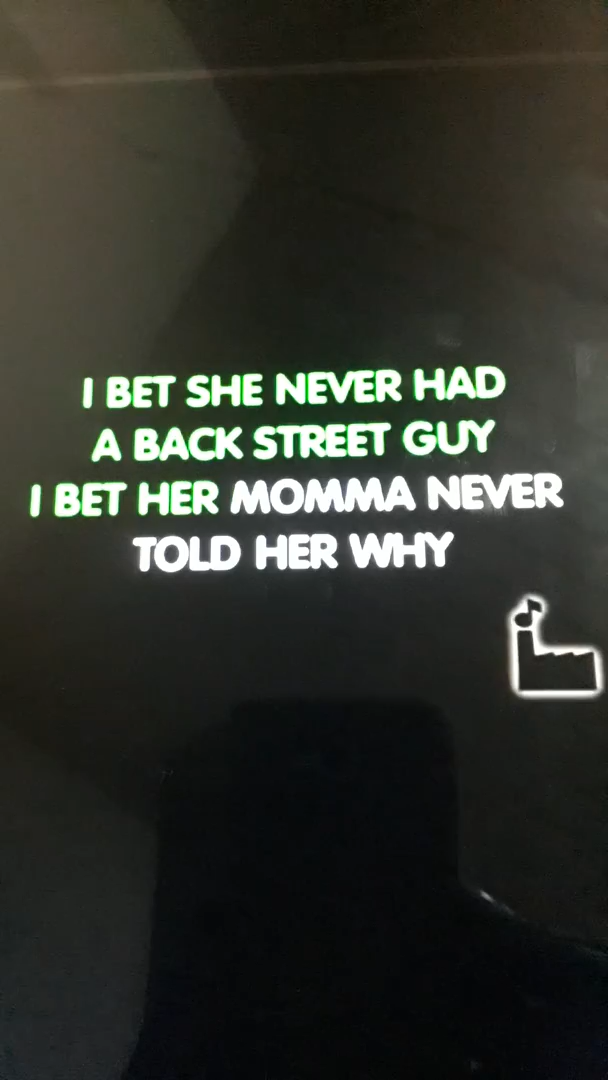 I BET SHE NEVER HAD
A BACK STREET GUY
I BET HER MOMMA NEVER
TOLD HER WHY